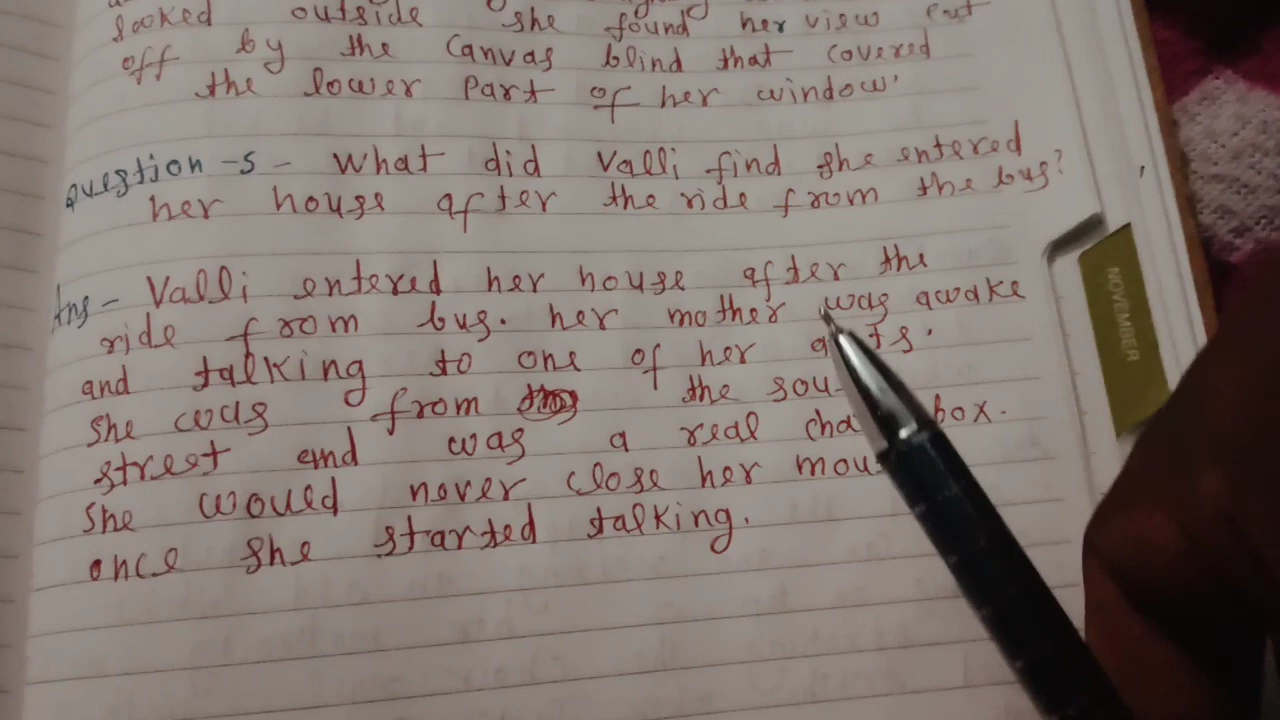 looked outside she found her view cut
off by the canvas blind that covered
the lower part of her window.
Question -5 - What did Valli find she entered
her house after the ride from the bus?
Ans - Valli entered her house after the
ride from bus. her mother was awake
and talking to one of her
she was from the
street and was a real box.
She would never close her
once she started talking.
NOVEMBER